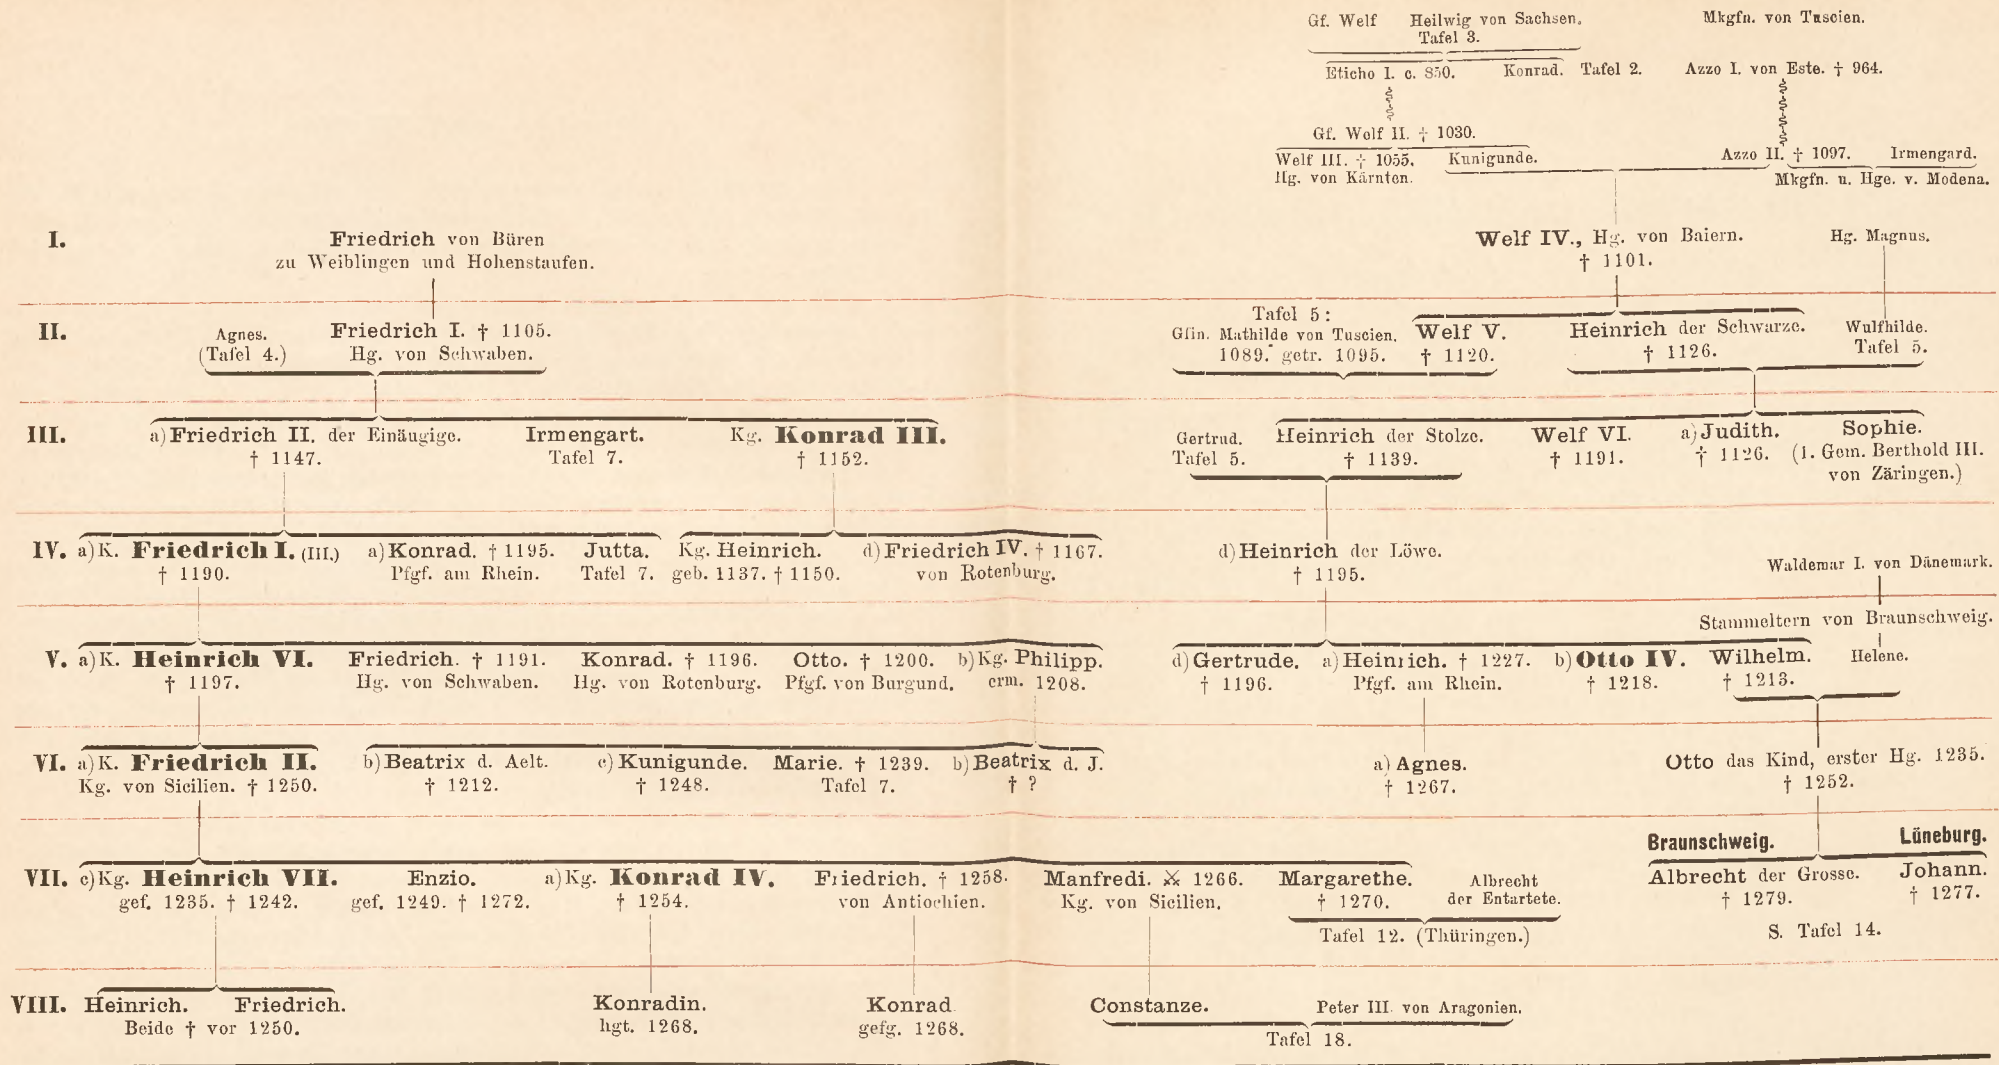 Gf. Welf Heilwig von Sachsen. Mkgfn. von Tuscien.
Tafel 3.
Eticho I. c. 850. Konrad. Tafel 2. Azzo I. von Este. † 964.
Gf. Welf II. † 1030.
Welf III. † 1055. Kunigunde. Azzo II. † 1097. Irmengard.
Hg. von Kärnten. Mkgfn. u. Hge. v. Modena.
I. Friedrich von Büren Welf IV., Hg. von Baiern. Hg. Magnus.
zu Weiblingen und Hohenstaufen. † 1101.
Tafel 5:
II. Agnes. Friedrich I. † 1105. Gfin. Mathilde von Tuscien. Welf V. Heinrich der Schwarze. Wulfhilde.
(Tafel 4.) Hg. von Schwaben. 1089. getr. 1095. † 1120. † 1126. Tafel 5.
III. a) Friedrich II. der Einäugige. Irmengart. Kg. Konrad III. Gertrud. Heinrich der Stolze. Welf VI. a) Judith. Sophie.
† 1147. Tafel 7. † 1152. Tafel 5. † 1139. † 1191. † 1126. (1. Gem. Berthold III.
von Zäringen.)
IV. a) K. Friedrich I. (III.) a) Konrad. † 1195. Jutta. Kg. Heinrich. d) Friedrich IV. † 1167. d) Heinrich der Löwe.
† 1190. Pfgf. am Rhein. Tafel 7. geb. 1137. † 1150. von Rotenburg. † 1195. Waldemar I. von Dänemark.
Stammeltern von Braunschweig.
V. a) K. Heinrich VI. Friedrich. † 1191. Konrad. † 1196. Otto. † 1200. b) Kg. Philipp. d) Gertrude. a) Heinrich. † 1227. b) Otto IV. Wilhelm. Helene.
† 1197. Hg. von Schwaben. Hg. von Rotenburg. Pfgf. von Burgund. erm. 1208. † 1196. Pfgf. am Rhein. † 1218. † 1213.
VI. a) K. Friedrich II. b) Beatrix d. Aelt. c) Kunigunde. Marie. † 1239. b) Beatrix d. J. a) Agnes. Otto das Kind, erster Hg. 1235.
Kg. von Sicilien. † 1250. † 1212. † 1248. Tafel 7. † ? † 1267. † 1252.
Braunschweig. Lüneburg.
VII. c) Kg. Heinrich VII. Enzio. a) Kg. Konrad IV. Friedrich. † 1258. Manfredi. ⚔ 1266. Margarethe. Albrecht Albrecht der Grosse. Johann.
gef. 1235. † 1242. gef. 1249. † 1272. † 1254. von Antiochien. Kg. von Sicilien. † 1270. der Entartete. † 1279. † 1277.
Tafel 12. (Thüringen.) S. Tafel 14.
VIII. Heinrich. Friedrich. Konradin. Konrad Constanze. Peter III. von Aragonien.
Beide † vor 1250. hgt. 1268. gefg. 1268.
Tafel 18.